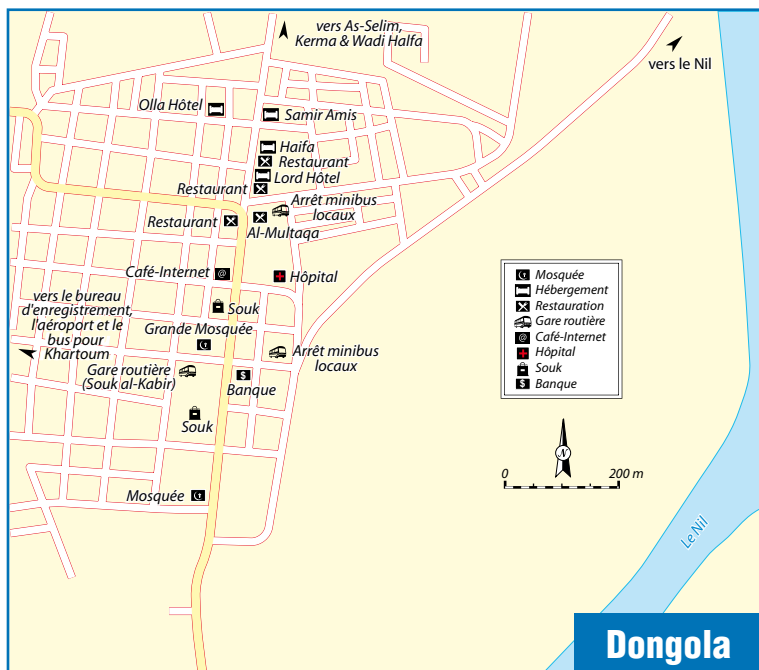 vers As-Selim,
Kerma & Wadi Halfa
vers le Nil
Olla Hôtel
Samir Amis
Haifa
Restaurant
Lord Hôtel
Restaurant
Arrêt minibus
locaux
Restaurant
Al-Multaqa
Café-Internet
@
Hôpital
vers le bureau
d'enregistrement,
l'aéroport et le
bus pour
Khartoum
Souk
Grande Mosquée
Arrêt minibus
locaux
Gare routière
(Souk al-Kabir)
$
Banque
Souk
Mosquée
Mosquée
Hébergement
Restauration
Gare routière
@ Café-Internet
Hôpital
Souk
$ Banque
N
0 200 m
Le Nil
Dongola